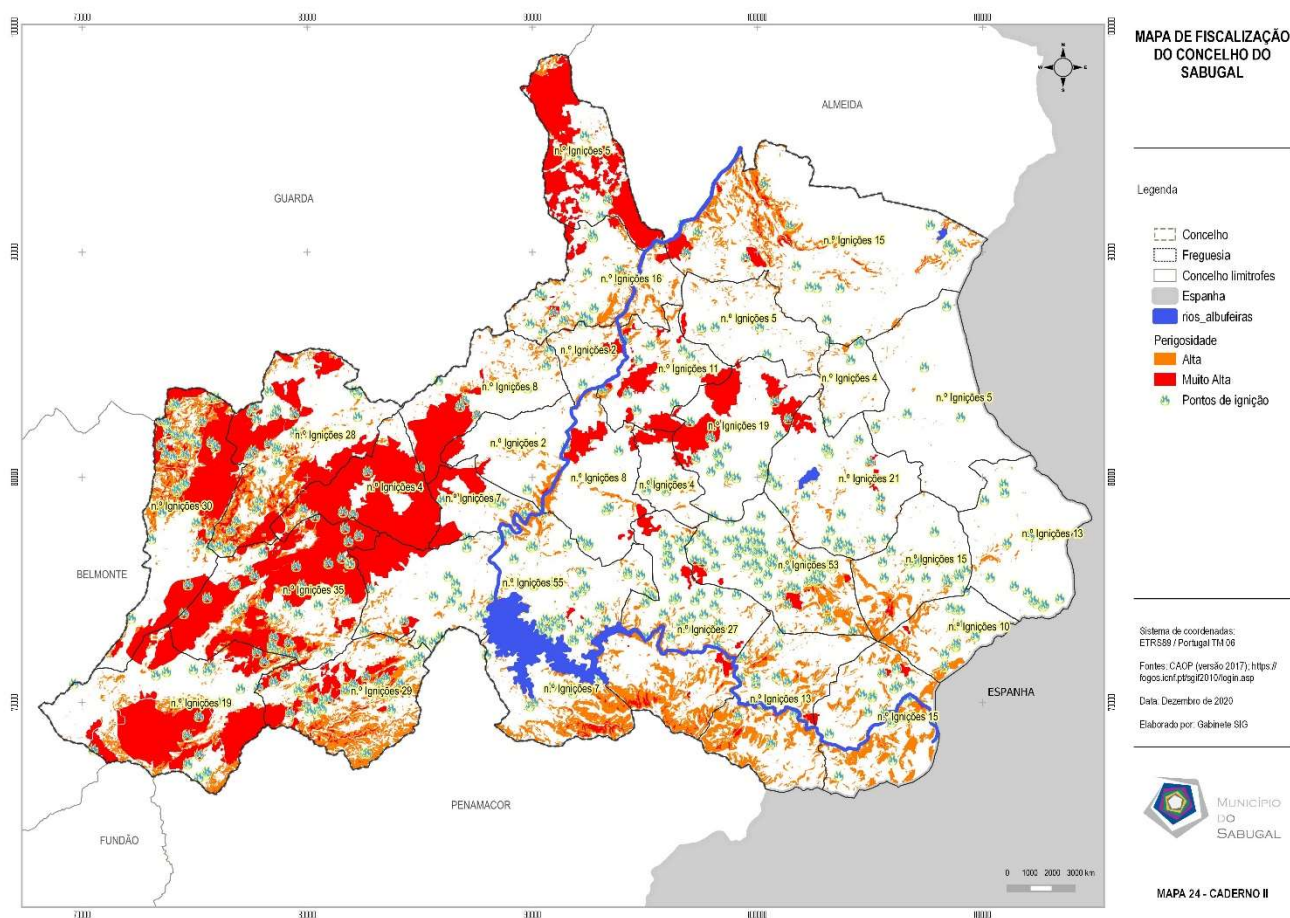 MAPA DE FISCALIZAÇÃO
DO CONCELHO DO
SABUGAL
Legenda
Concelho
Freguesia
Concelho limitrofes
Espanha
rios_albufeiras
Perigosidade
Alta
Muito Alta
Pontos de ignição
Sistema de coordenadas:
ETRS89 / Portugal TM 06
Fontes: CAOP (versão 2017); https://
fogos.icnf.pt/sgif2010/login.asp
Data: Dezembro de 2020
Elaborado por: Gabinete SIG
MUNICÍPIO
DO
SABUGAL
MAPA 24 - CADERNO II
N
W
E
S
ALMEIDA
GUARDA
BELMONTE
FUNDÃO
PENAMACOR
ESPANHA
n.º Ignições 5
n.º Ignições 15
n.º Ignições 16
n.º Ignições 5
n.º Ignições 2
n.º Ignições 11
n.º Ignições 4
n.º Ignições 8
n.º Ignições 5
n.º Ignições 19
n.º Ignições 28
n.º Ignições 2
n.º Ignições 8
n.º Ignições 4
n.º Ignições 21
n.º Ignições 4
n.º Ignições 7
n.º Ignições 30
n.º Ignições 13
n.º Ignições 15
n.º Ignições 53
n.º Ignições 55
n.º Ignições 35
n.º Ignições 27
n.º Ignições 10
n.º Ignições 29
n.º Ignições 7
n.º Ignições 13
n.º Ignições 19
n.º Ignições 15
0 1000 2000 3000 km